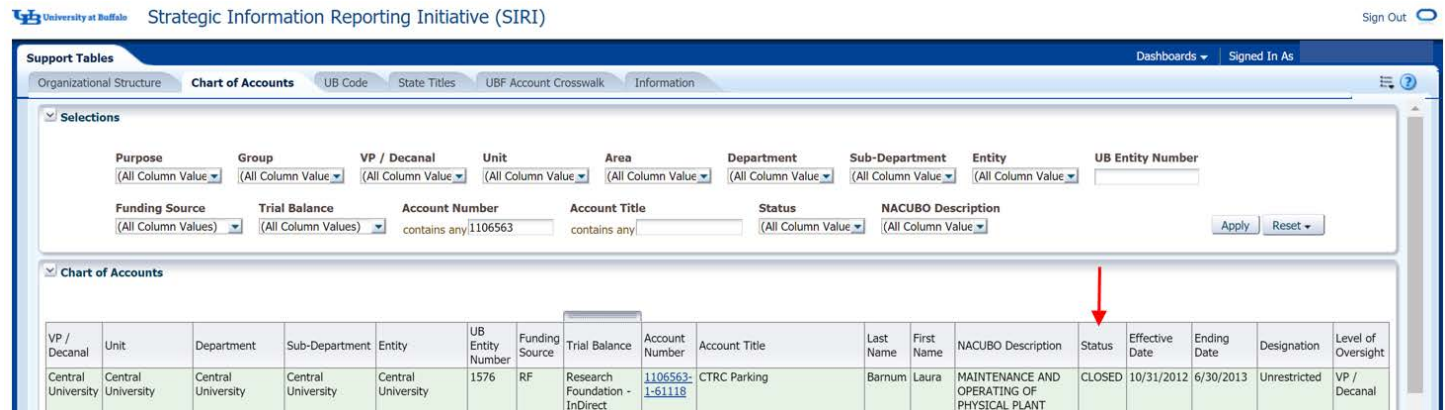 University at Buffalo Strategic Information Reporting Initiative (SIRI) Sign Out
Support Tables Dashboards Signed In As
Organizational Structure Chart of Accounts UB Code State Titles UBF Account Crosswalk Information
Selections
Purpose Group VP / Decanal Unit Area Department Sub-Department Entity UB Entity Number
(All Column Value (All Column Value (All Column Value (All Column Value (All Column Value (All Column Value (All Column Value (All Column Value
Funding Source Trial Balance Account Number Account Title Status NACUBO Description
(All Column Values) (All Column Values) contains any 1106563 contains any (All Column Value (All Column Value Apply Reset
Chart of Accounts
VP / Decanal Unit Department Sub-Department Entity UB Entity Number Funding Source Trial Balance Account Number Account Title Last Name First Name NACUBO Description Status Effective Date Ending Date Designation Level of Oversight
Central University Central University Central University Central University Central University 1576 RF Research Foundation - InDirect 1106563-1-61118 CTRC Parking Barnum Laura MAINTENANCE AND OPERATING OF PHYSICAL PLANT CLOSED 10/31/2012 6/30/2013 Unrestricted VP / Decanal